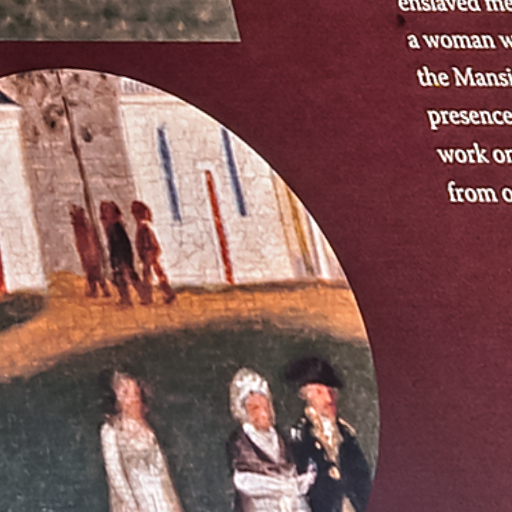 enslaved me
a woman w
the Mansi
presence
work or
from o